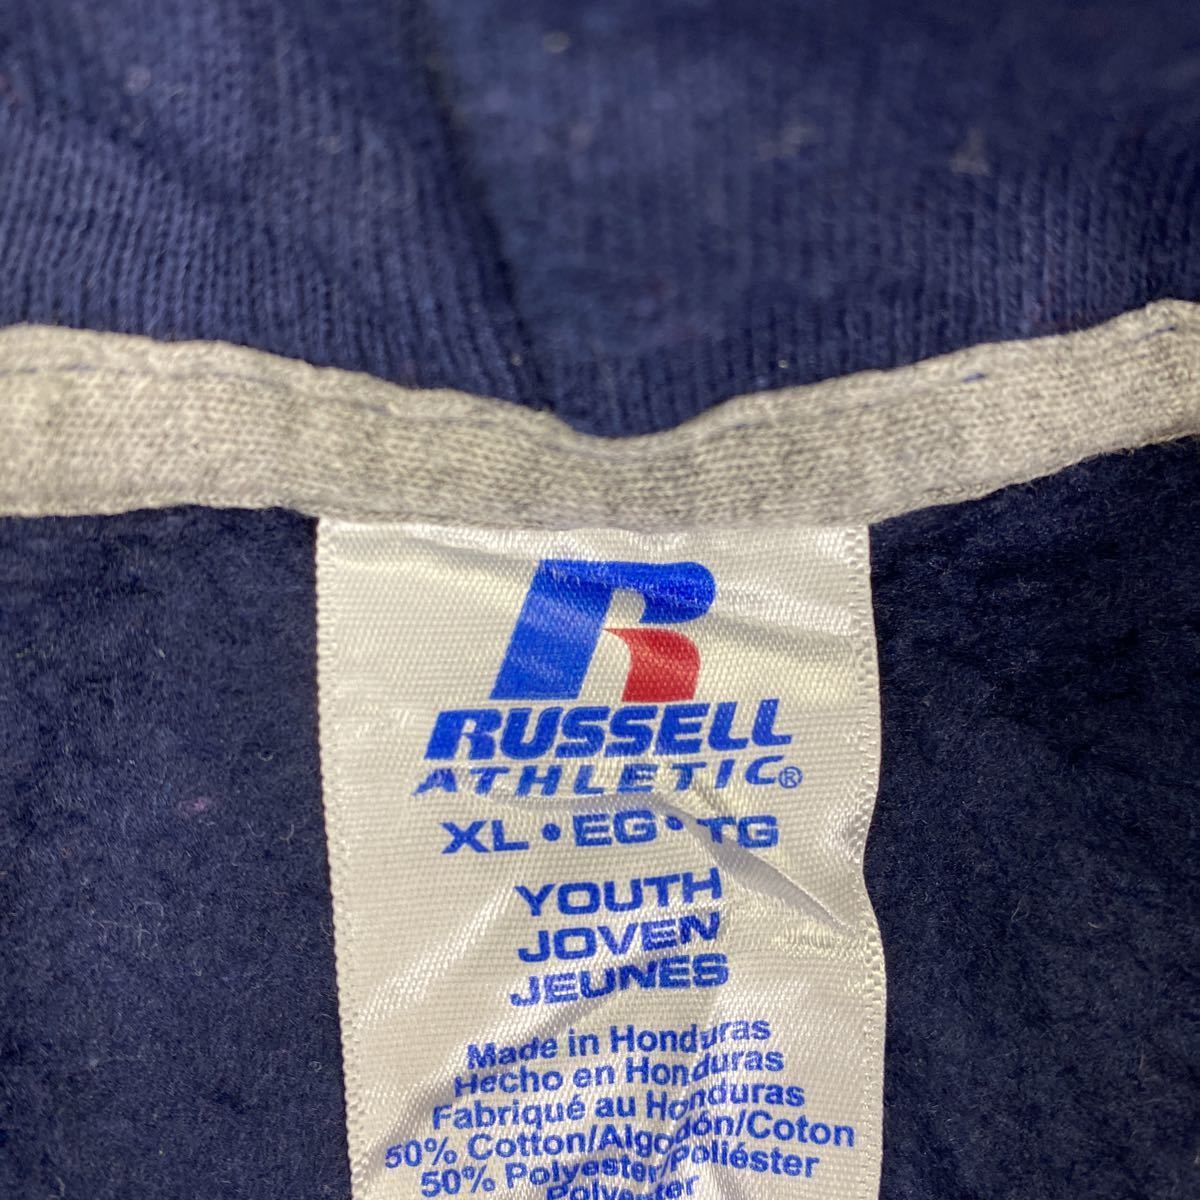 RUSSELL
ATHLETIC®
XL • EG • TG
YOUTH
JOVEN
JEUNES
Made in Honduras
Hecho en Honduras
Fabriqué au Honduras
50% Cotton/Algodón/Coton
50% Polyester/Poliéster
Polyester